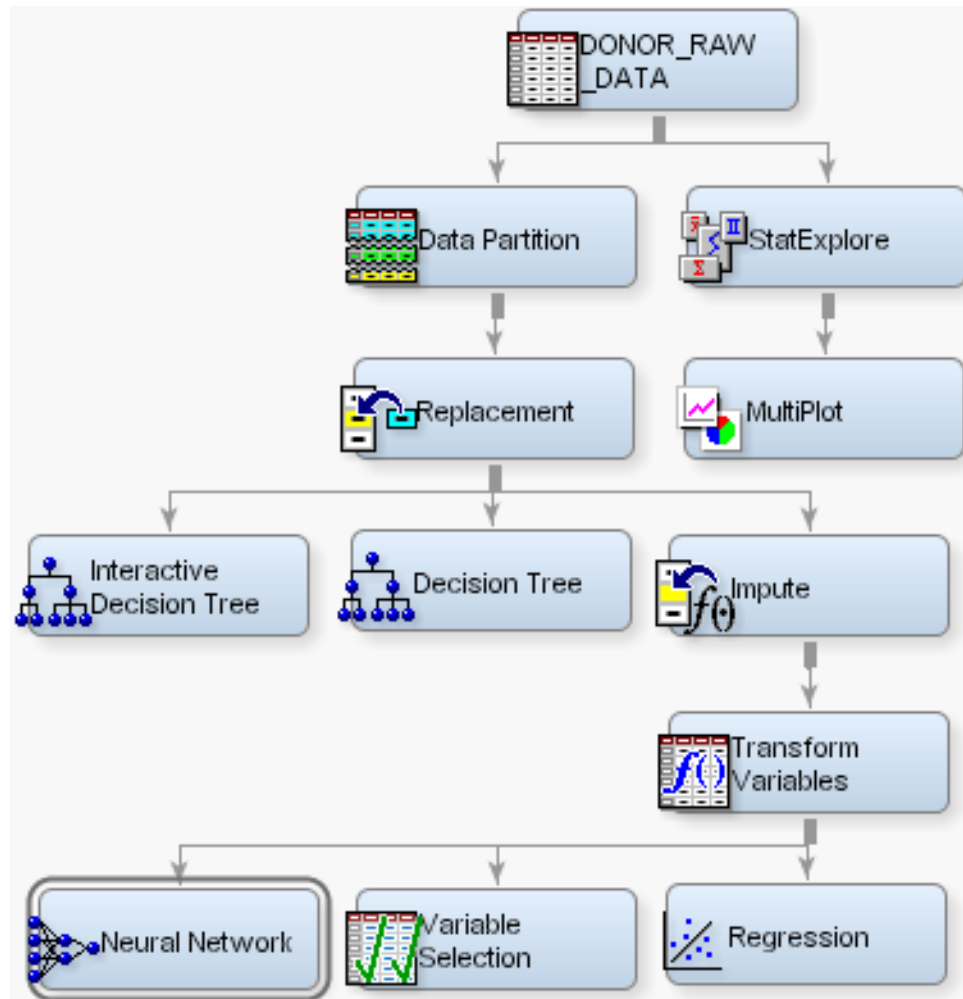 DONOR_RAW
_DATA
Data Partition
StatExplore
Replacement
MultiPlot
Interactive
Decision Tree
Decision Tree
Impute
Transform
Variables
Neural Network
Variable
Selection
Regression